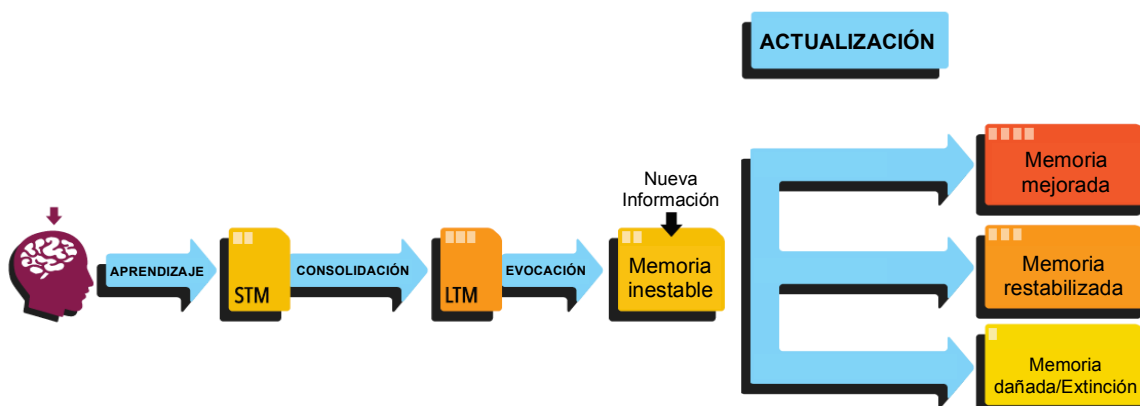 ACTUALIZACIÓN
Nueva
Información
APRENDIZAJE
STM
CONSOLIDACIÓN
LTM
EVOCACIÓN
Memoria
inestable
Memoria
mejorada
Memoria
restabilizada
Memoria
dañada/Extinción